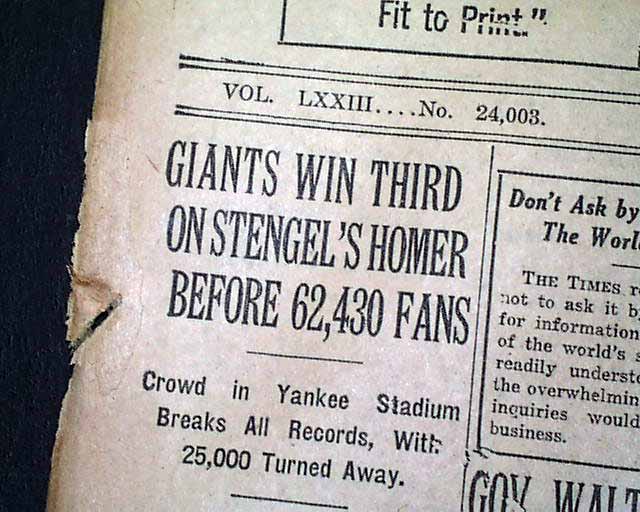 Fit to Print"
VOL. LXXIII....No. 24,003.
GIANTS WIN THIRD
ON STENGEL'S HOMER
BEFORE 62,430 FANS
Crowd in Yankee Stadium
Breaks All Records, With
25,000 Turned Away.
Don't Ask by
The Worl
THE TIMES r
not to ask it b
for information
of the world's s
readily understo
the overwhelmin
inquiries would
business.
GOV. WALT